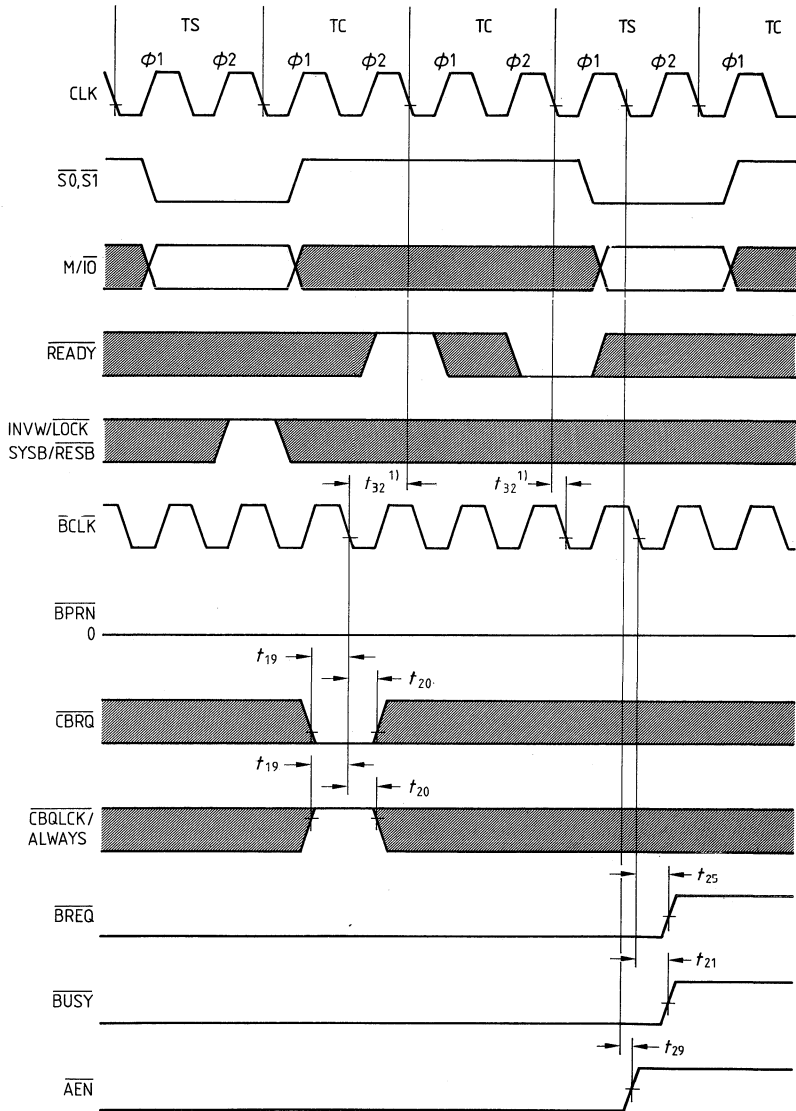 TS TC TC TS TC
ϕ1 ϕ2 ϕ1 ϕ2 ϕ1 ϕ2 ϕ1 ϕ2 ϕ1
CLK
S̅0̅,S̅1̅
M/I̅O̅
R̅E̅A̅D̅Y̅
INVW/L̅O̅C̅K̅
SYSB/R̅E̅S̅B̅
t32 1) t32 1)
B̅C̅L̅K̅
B̅P̅R̅N̅
0
t19
t20
C̅B̅R̅Q̅
t19
t20
C̅B̅Q̅L̅C̅K̅/
ALWAYS
t25
B̅R̅E̅Q̅
t21
B̅U̅S̅Y̅
t29
A̅E̅N̅